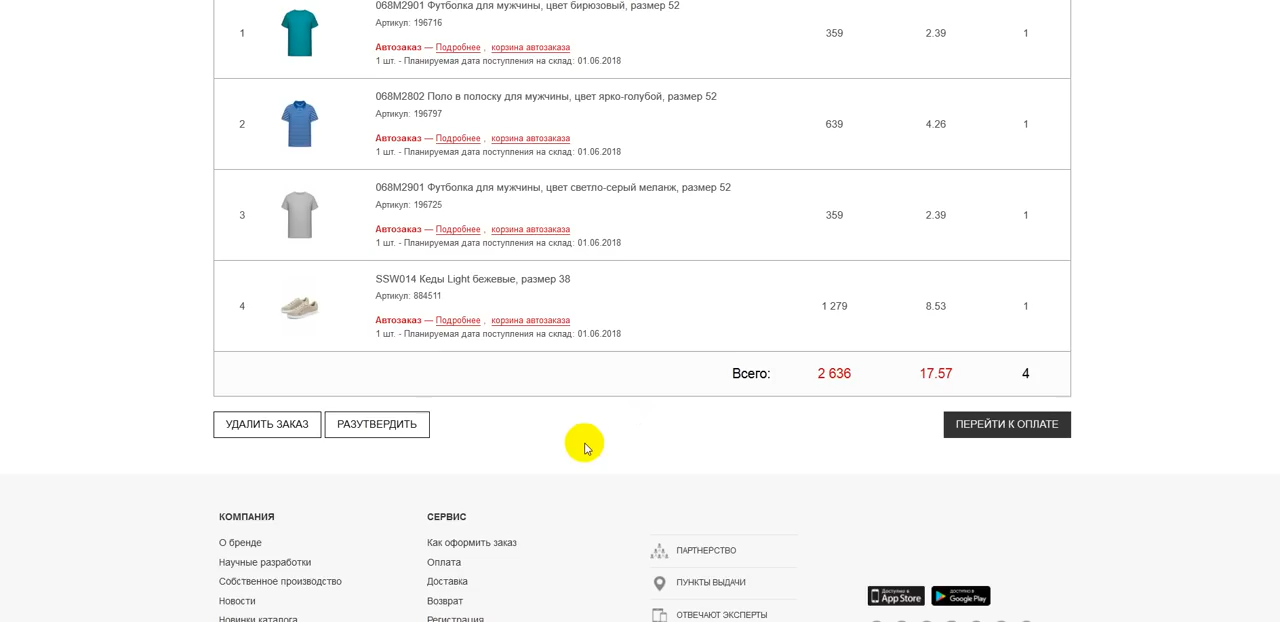 068M2901 Футболка для мужчины, цвет бирюзовый, размер 52
Артикул: 196716
1
359
2.39
1
Автозаказ — Подробнее , корзина автозаказа
1 шт. - Планируемая дата поступления на склад: 01.06.2018
068M2802 Поло в полоску для мужчины, цвет ярко-голубой, размер 52
Артикул: 196797
2
639
4.26
1
Автозаказ — Подробнее , корзина автозаказа
1 шт. - Планируемая дата поступления на склад: 01.06.2018
068M2901 Футболка для мужчины, цвет светло-серый меланж, размер 52
Артикул: 196725
3
359
2.39
1
Автозаказ — Подробнее , корзина автозаказа
1 шт. - Планируемая дата поступления на склад: 01.06.2018
SSW014 Кеды Light бежевые, размер 38
Артикул: 884511
4
1 279
8.53
1
Автозаказ — Подробнее , корзина автозаказа
1 шт. - Планируемая дата поступления на склад: 01.06.2018
Всего: 2 636 17.57 4
УДАЛИТЬ ЗАКАЗ
РАЗУТВЕРДИТЬ
ПЕРЕЙТИ К ОПЛАТЕ
КОМПАНИЯ
О бренде
Научные разработки
Собственное производство
Новости
Новинки каталога
СЕРВИС
Как оформить заказ
Оплата
Доставка
Возврат
Регистрация
ПАРТНЕРСТВО
ПУНКТЫ ВЫДАЧИ
ОТВЕЧАЮТ ЭКСПЕРТЫ
Доступно в
App Store
ДОСТУПНО В
Google Play